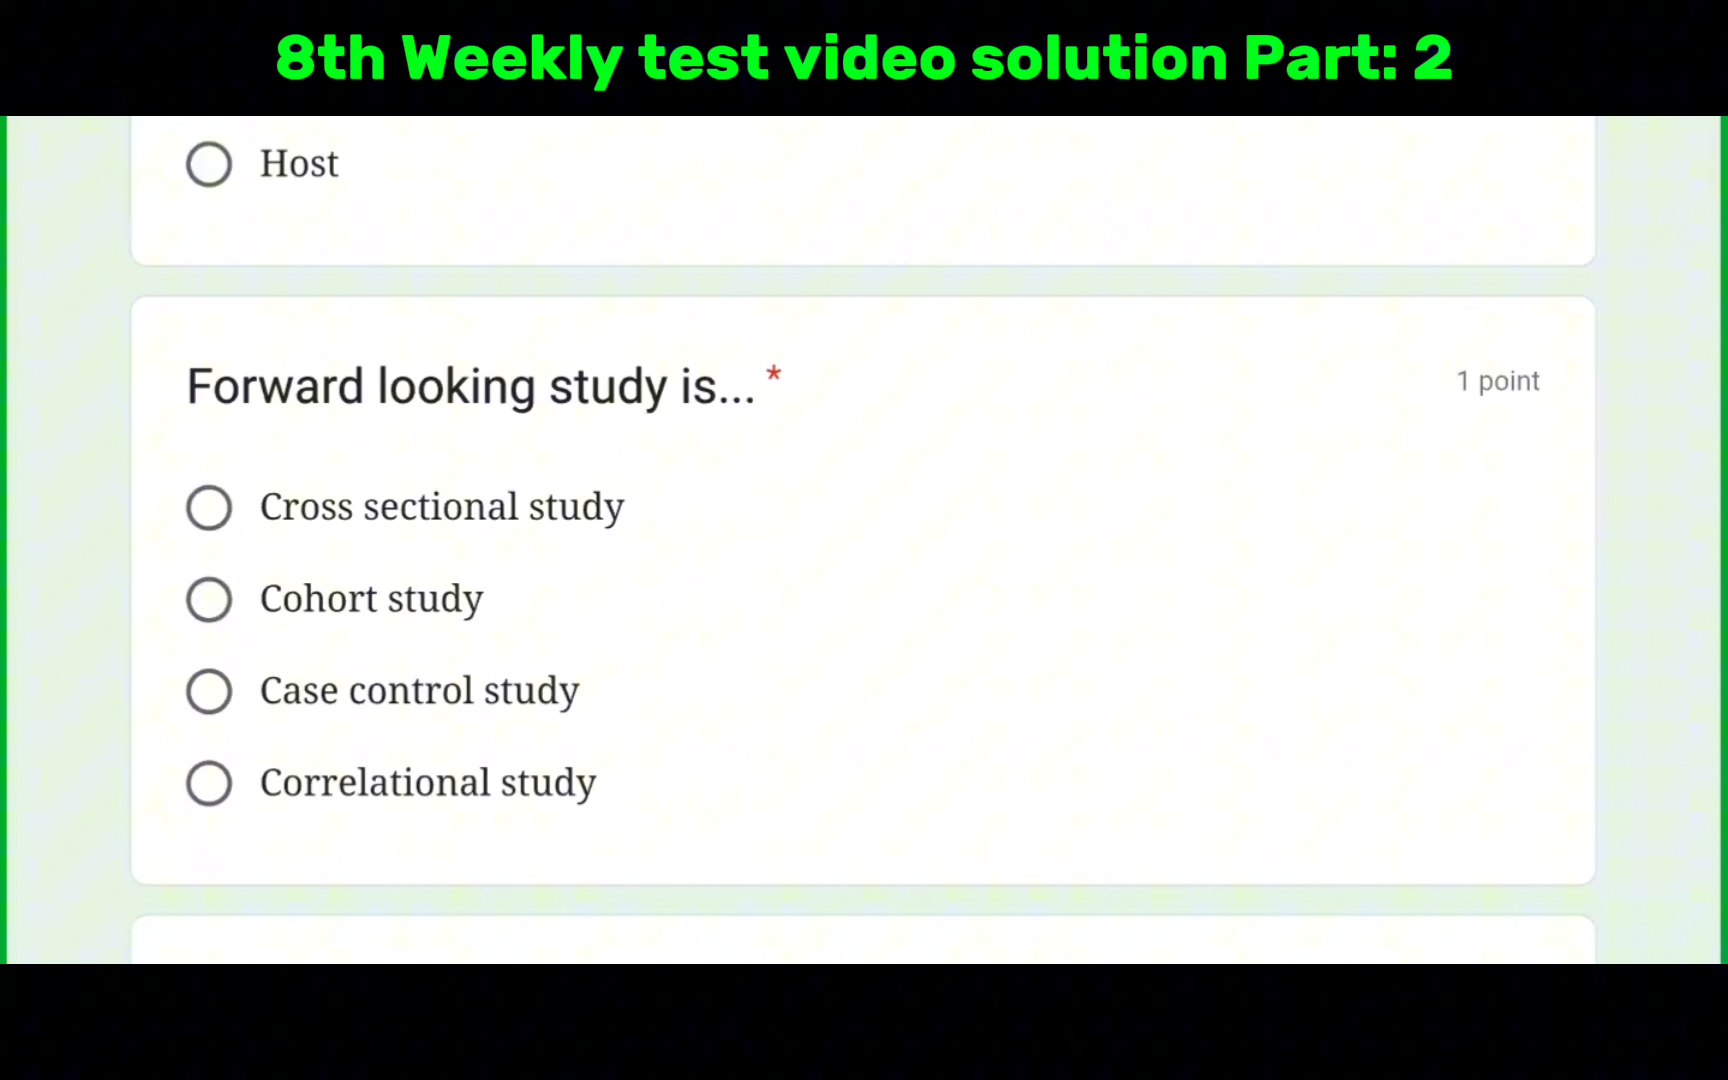 8th Weekly test video solution Part: 2
Host
Forward looking study is... *
1 point
Cross sectional study
Cohort study
Case control study
Correlational study